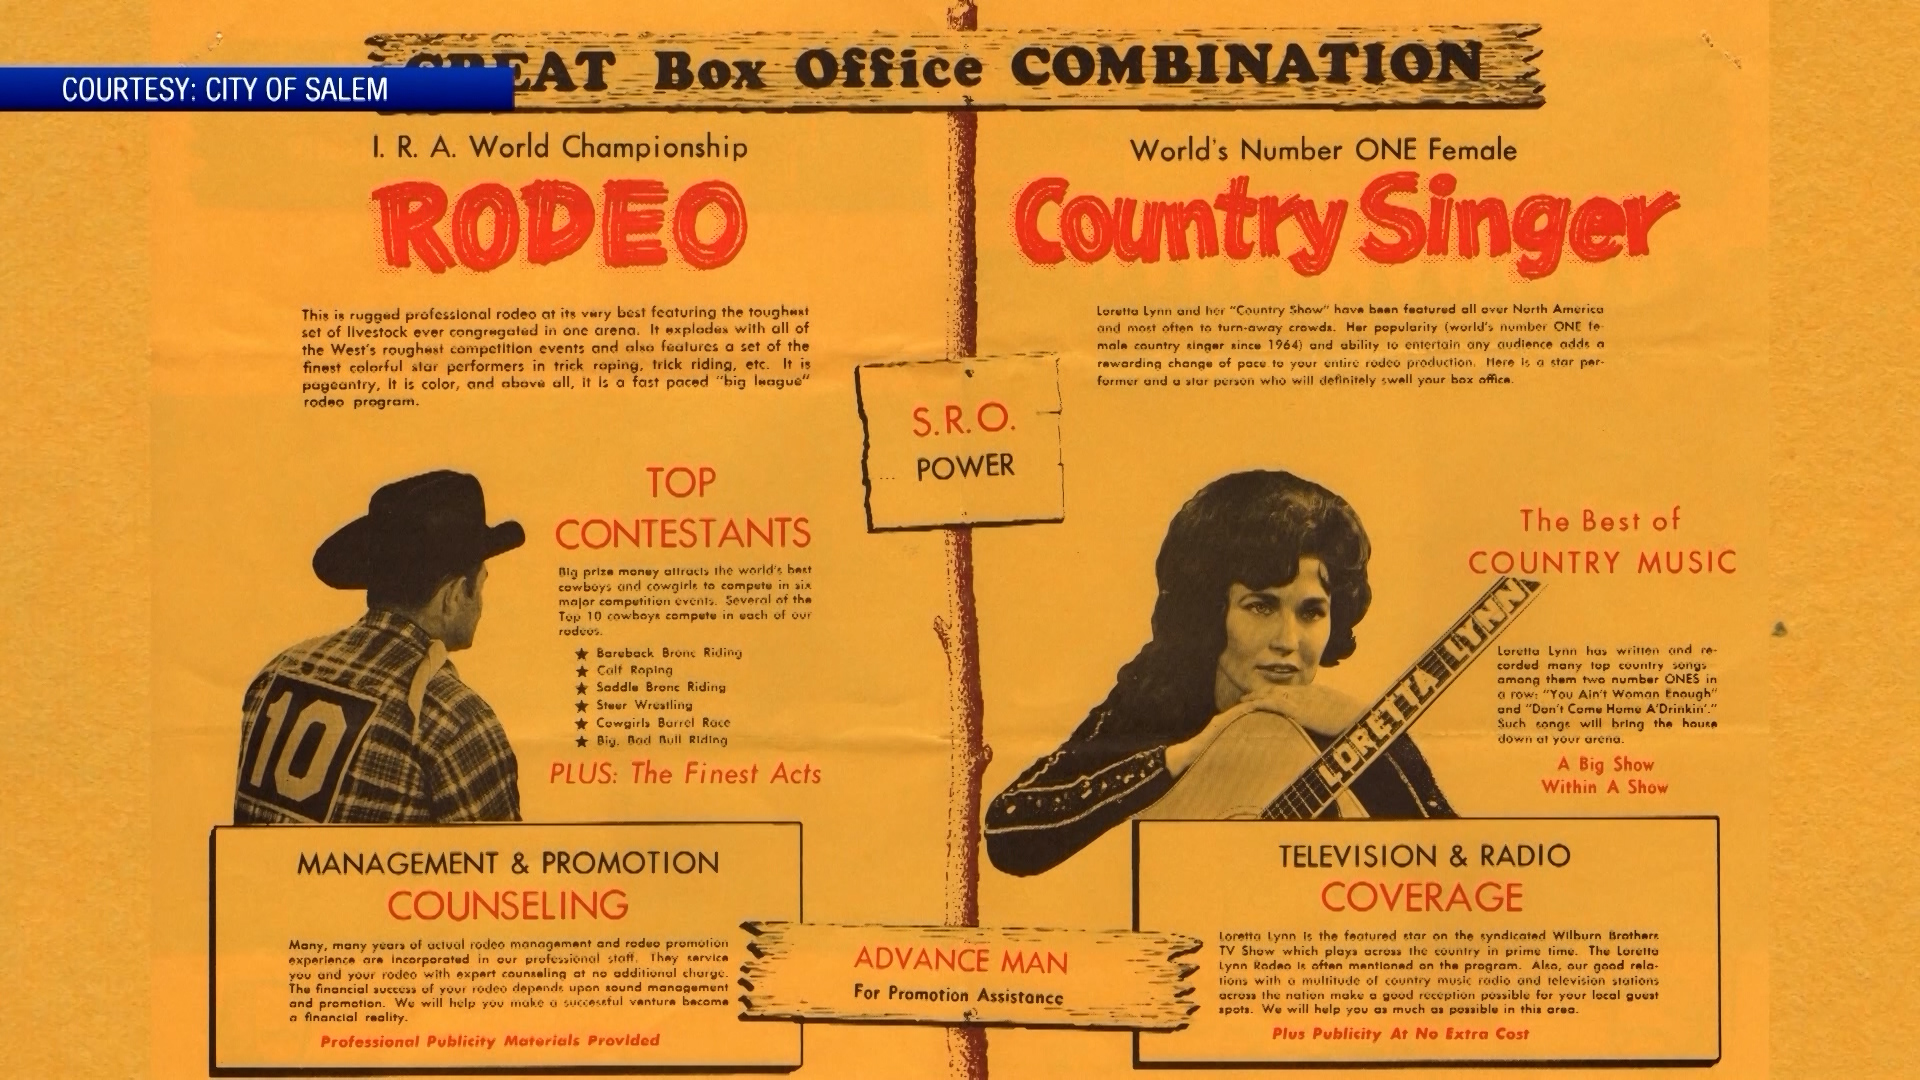 COURTESY: CITY OF SALEM
GREAT Box Office COMBINATION
I. R. A. World Championship
RODEO
This is rugged professional rodeo at its very best featuring the toughest
set of livestock ever congregated in one arena. It explodes with all of
the West's roughest competition events and also features a set of the
finest colorful star performers in trick roping, trick riding, etc. It is
pageantry, it is color, and above all, it is a fast paced "big league"
rodeo program.
World's Number ONE Female
Country Singer
Loretta Lynn and her "Country Show" have been featured all over North America
and most often to turn-away crowds. Her popularity (world's number ONE fe-
male country singer since 1964) and ability to entertain any audience adds a
rewarding change of pace to your entire rodeo production. Here is a star per-
former and a star person who will definitely swell your box office.
S.R.O.
POWER
TOP
CONTESTANTS
Big prize money attracts the world's best
cowboys and cowgirls to compete in six
major competition events. Several of the
Top 10 cowboys compete in each of our
rodeos.
★ Bareback Bronc Riding
★ Calf Roping
★ Saddle Bronc Riding
★ Steer Wrestling
★ Cowgirls Barrel Race
★ Big, Bad Bull Riding
PLUS: The Finest Acts
10
The Best of
COUNTRY MUSIC
LORETTA LYNN
Loretta Lynn has written and re-
corded many top country songs
among them two number ONES in
a row: "You Ain't Woman Enough"
and "Don't Come Home A'Drinkin'."
Such songs will bring the house
down at your arena.
A Big Show
Within A Show
MANAGEMENT & PROMOTION
COUNSELING
Many, many years of actual rodeo management and rodeo promotion
experience are incorporated in our professional staff. They service
you and your rodeo with expert counseling at no additional charge.
The financial success of your rodeo depends upon sound management
and promotion. We will help you make a successful venture become
a financial reality.
Professional Publicity Materials Provided
ADVANCE MAN
For Promotion Assistance
TELEVISION & RADIO
COVERAGE
Loretta Lynn is the featured star on the syndicated Wilburn Brothers
TV Show which plays across the country in prime time. The Loretta
Lynn Rodeo is often mentioned on the program. Also, our good rela-
tions with a multitude of country music radio and television stations
across the nation make a good reception possible for your local guest
spots. We will help you as much as possible in this area.
Plus Publicity At No Extra Cost